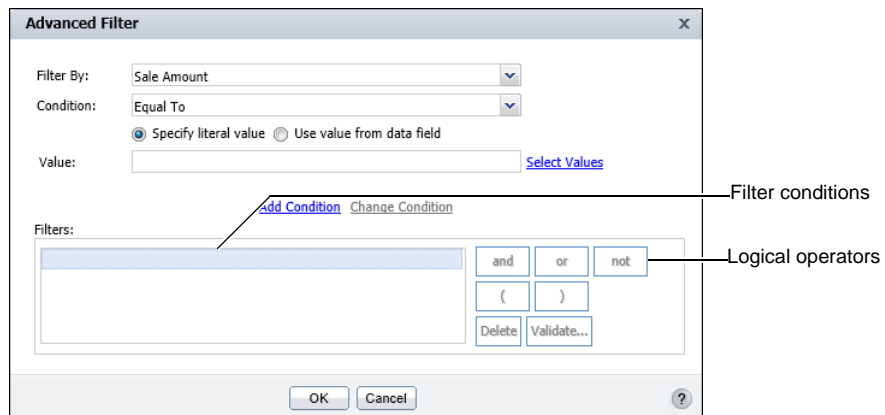 Advanced Filter x
Filter By: Sale Amount
Condition: Equal To
Specify literal value Use value from data field
Value: Select Values
Add Condition Change Condition
Filter conditions
Filters:
and or not
Logical operators
( )
Delete Validate...
OK Cancel ?